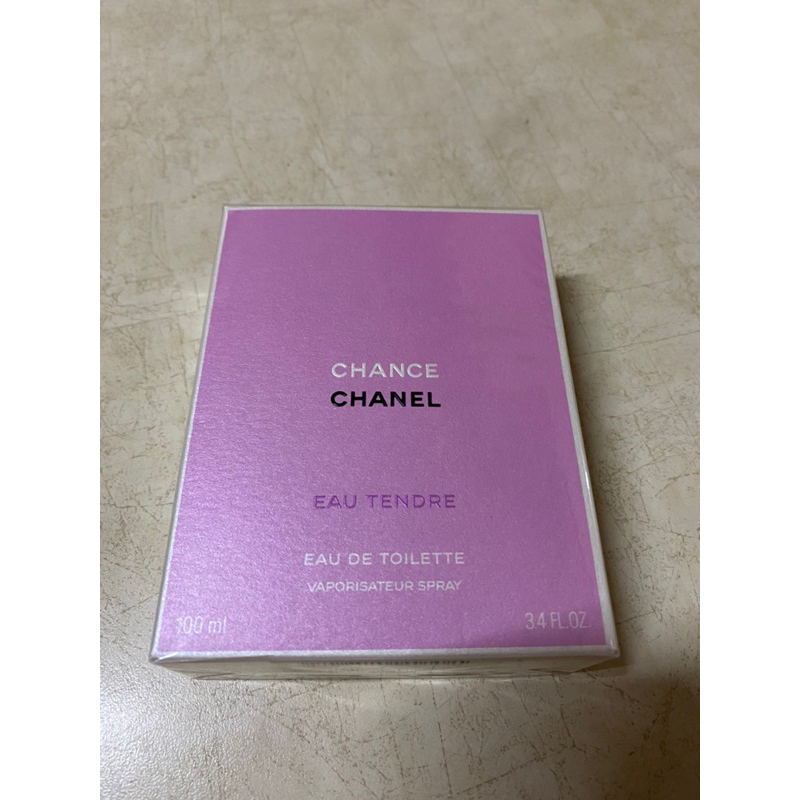 CHANCE
CHANEL
EAU TENDRE
EAU DE TOILETTE
VAPORISATEUR SPRAY
100 ml 3.4 FL.OZ.